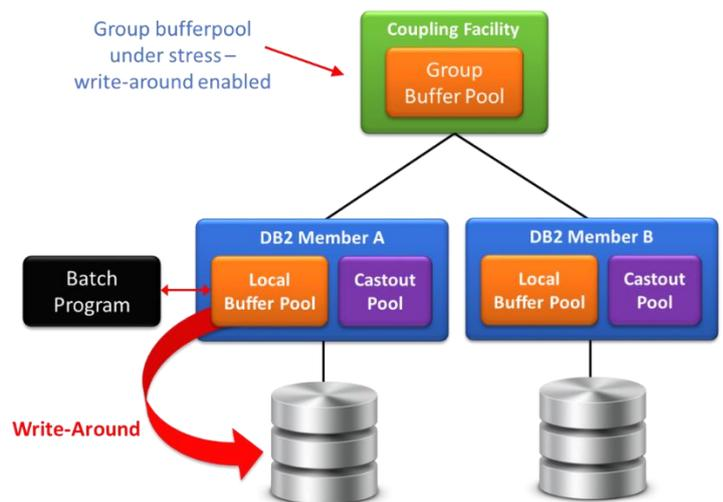 Group bufferpool
under stress –
write-around enabled
Coupling Facility
Group
Buffer Pool
DB2 Member A
Local
Buffer Pool
Castout
Pool
DB2 Member B
Local
Buffer Pool
Castout
Pool
Batch
Program
Write-Around